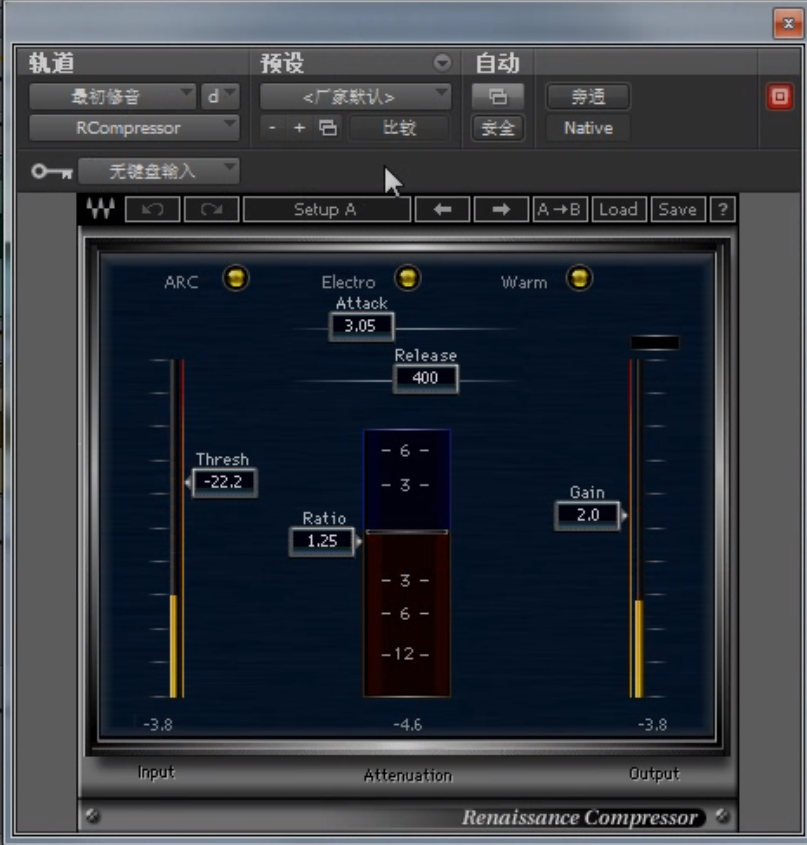 轨道 预设 自动
最初修音 d <厂家默认> 旁通
RCompressor - + 比较 安全 Native
无键盘输入
Setup A A→B Load Save ?
ARC Electro Warm
Attack
3.05
Release
400
Thresh
-22.2
Gain
2.0
Ratio
1.25
- 6 -
- 3 -
- 3 -
- 6 -
-12 -
-3.8 -4.6 -3.8
Input Attenuation Output
Renaissance Compressor